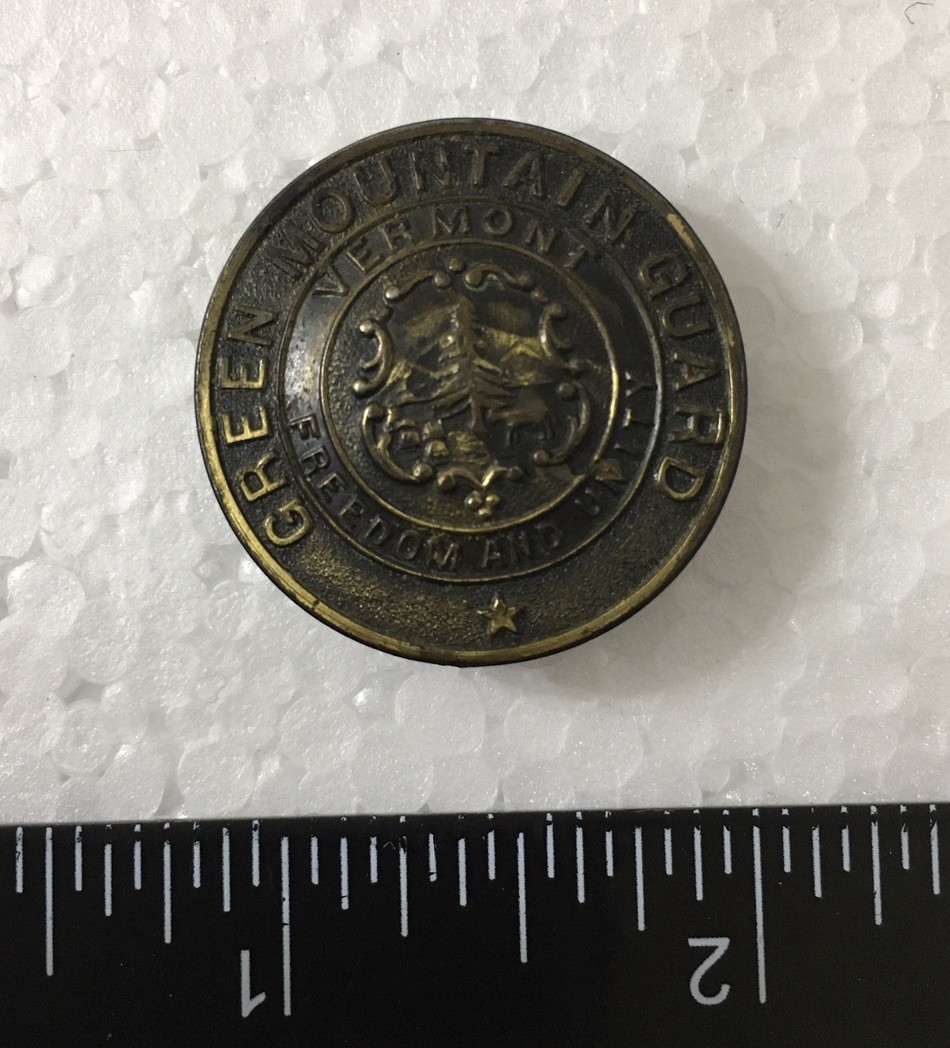 GREEN MOUNTAIN GUARD
VERMONT
FREEDOM AND UNITY
1 2